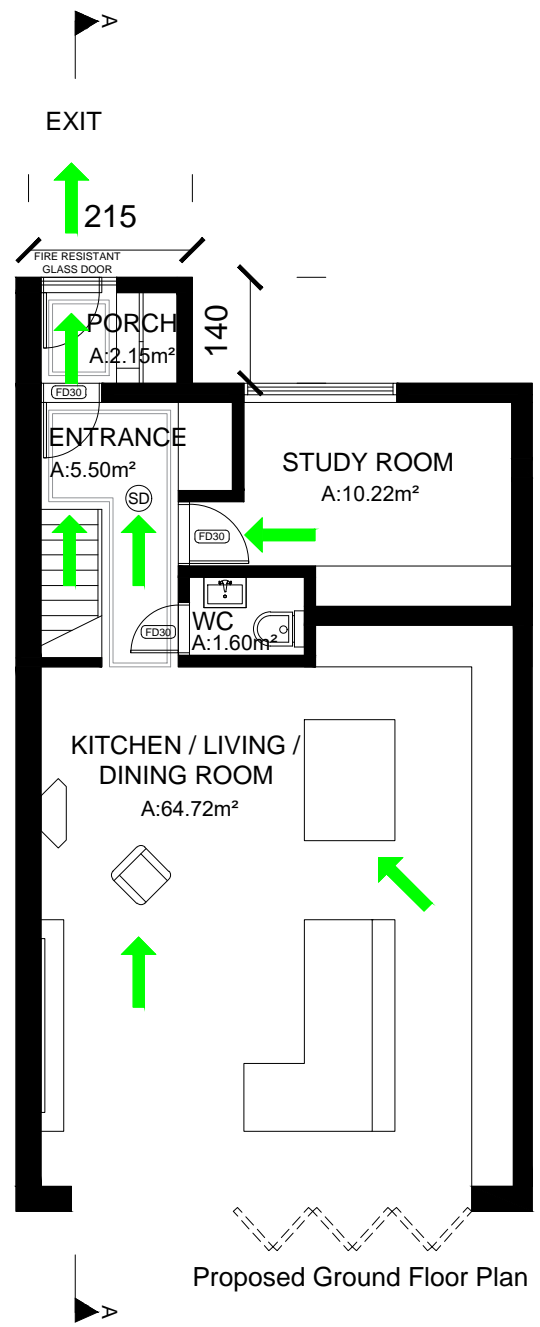 A
EXIT
215
FIRE RESISTANT
GLASS DOOR
140
PORCH
A:2.15m²
FD30
ENTRANCE
A:5.50m²
STUDY ROOM
A:10.22m²
SD
FD30
WC
FD30
A:1.60m²
KITCHEN / LIVING /
DINING ROOM
A:64.72m²
Proposed Ground Floor Plan
A